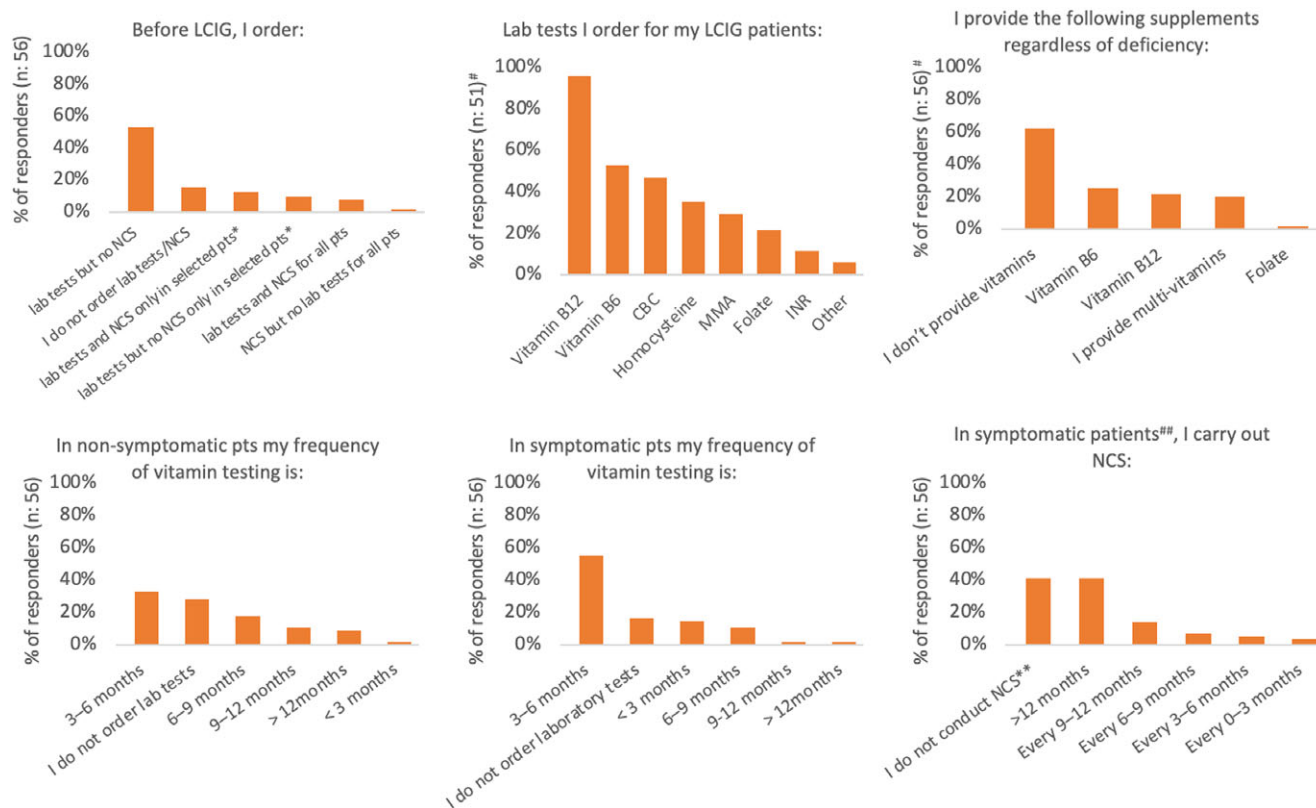 Before LCIG, I order:
% of responders (n: 56)
100%
80%
60%
40%
20%
0%
lab tests but no NCS
I do not order lab tests/NCS
lab tests and NCS only in selected pts*
lab tests but no NCS only in selected pts*
lab tests and NCS for all pts
NCS but no lab tests for all pts
Lab tests I order for my LCIG patients:
% of responders (n: 51)#
100%
80%
60%
40%
20%
0%
Vitamin B12
Vitamin B6
CBC
Homocysteine
MMA
Folate
INR
Other
I provide the following supplements
regardless of deficiency:
% of responders (n: 56)#
100%
80%
60%
40%
20%
0%
I don't provide vitamins
Vitamin B6
Vitamin B12
I provide multi-vitamins
Folate
In non-symptomatic pts my frequency
of vitamin testing is:
% of responders (n: 56)
100%
80%
60%
40%
20%
0%
3–6 months
I do not order lab tests
6–9 months
9–12 months
> 12months
< 3 months
In symptomatic pts my frequency of
vitamin testing is:
% of responders (n: 56)
100%
80%
60%
40%
20%
0%
3–6 months
I do not order laboratory tests
< 3 months
6–9 months
9-12 months
> 12months
In symptomatic patients##, I carry out
NCS:
% of responders (n: 56)
100%
80%
60%
40%
20%
0%
I do not conduct NCS**
>12 months
Every 9–12 months
Every 6–9 months
Every 3–6 months
Every 0–3 months